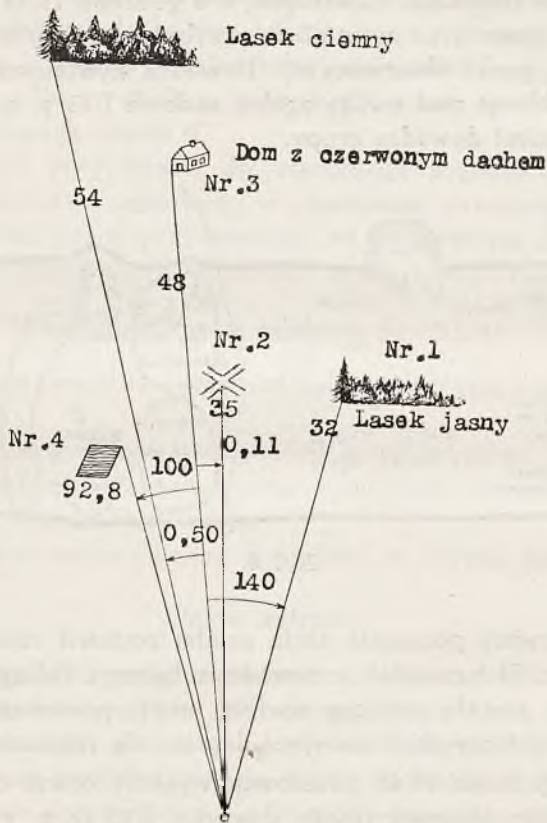 Lasek ciemny
Dom z czerwonym dachem
Nr.3
54
48
Nr.2
Nr.1
35
32
Lasek jasny
0,11
Nr.4
100
92,8
0,50
140